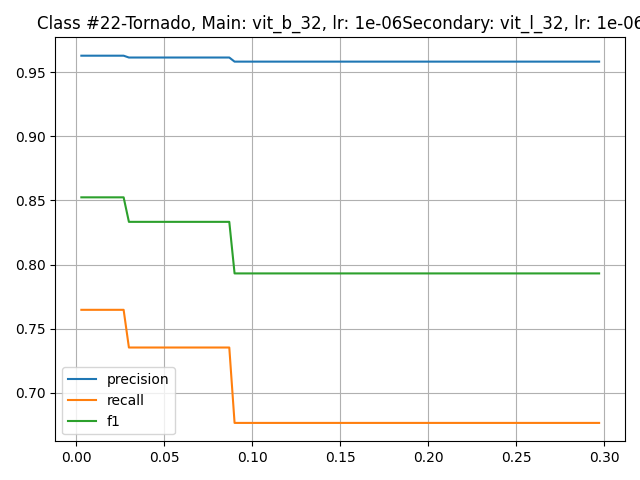 Class #22-Tornado, Main: vit_b_32, lr: 1e-06Secondary: vit_l_32, lr: 1e-06
0.95
0.90
0.85
0.80
0.75
0.70
precision
recall
f1
0.00 0.05 0.10 0.15 0.20 0.25 0.30